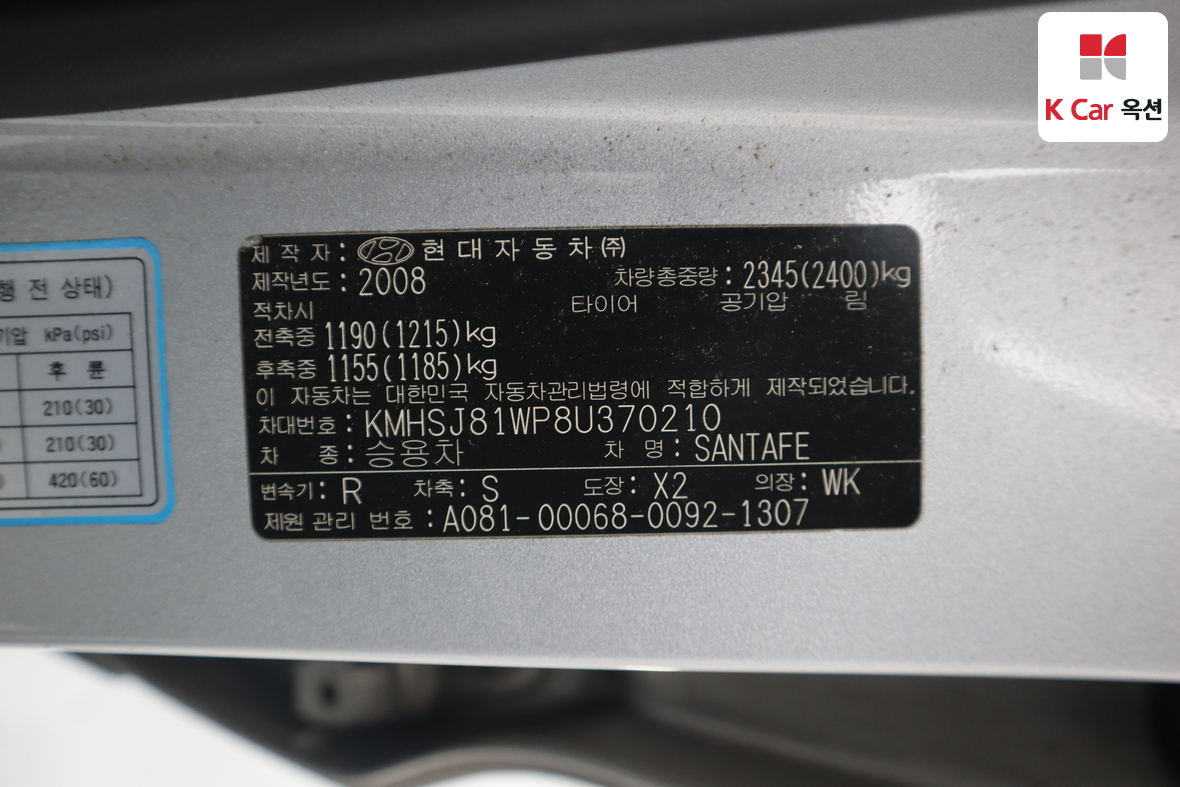 K Car 옥션
제 작 자 : 현 대 자 동 차 ㈜
제작년도 : 2008 차량총중량 : 2345(2400)kg
적차시 타이어 공기압 림
전축중 1190(1215)kg
후축중 1155(1185)kg
이 자동차는 대한민국 자동차관리법령에 적합하게 제작되었습니다.
차대번호 : KMHSJ81WP8U370210
차 종 : 승용차 차 명 : SANTAFE
변속기 : R 차축 : S 도장 : X2 의장 : WK
제원 관리 번호 : A081-00068-0092-1307
행 전 상태)
기압 kPa(psi)
후 륜
210(30)
210(30)
420(60)